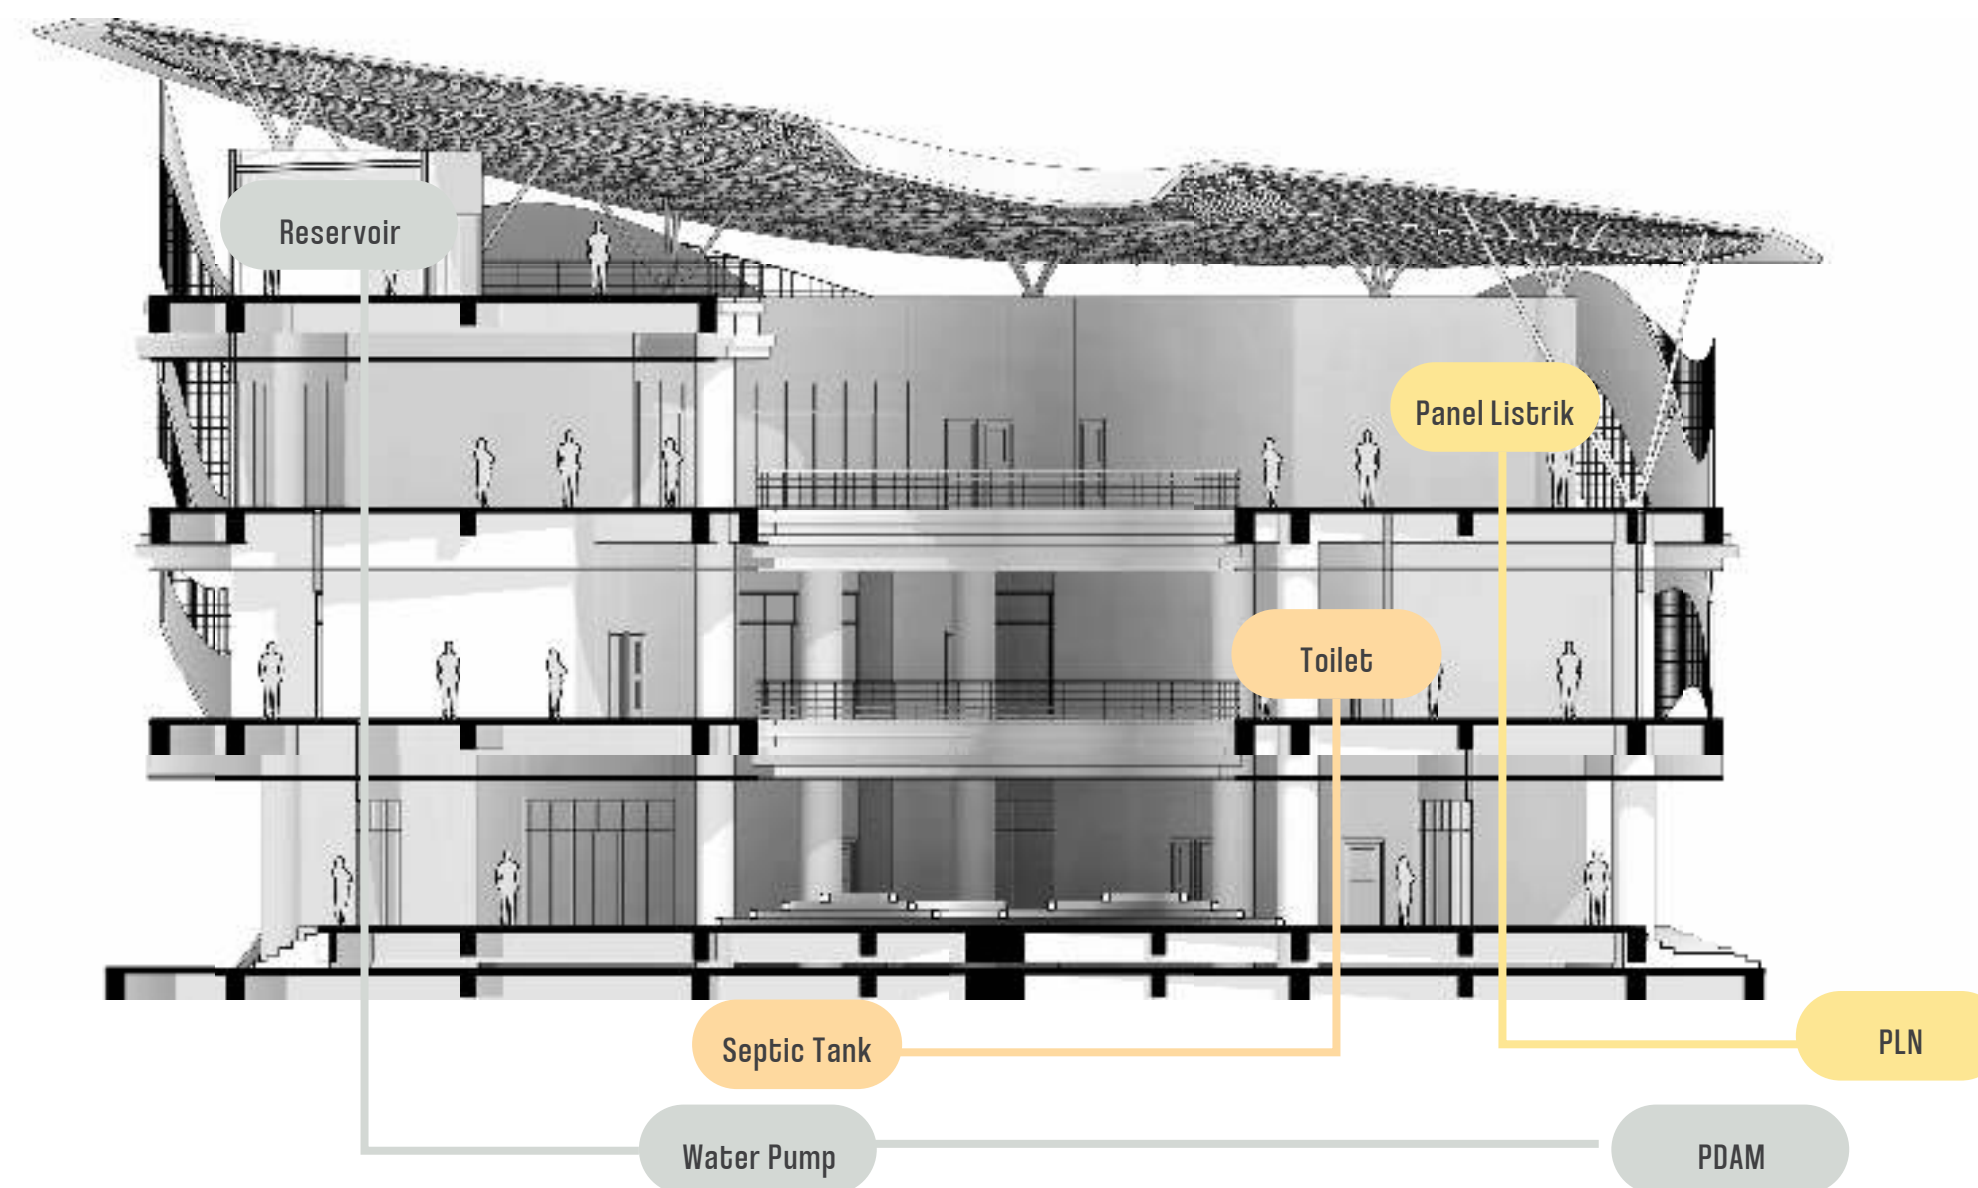 Reservoir
Panel Listrik
Toilet
Septic Tank
PLN
Water Pump
PDAM